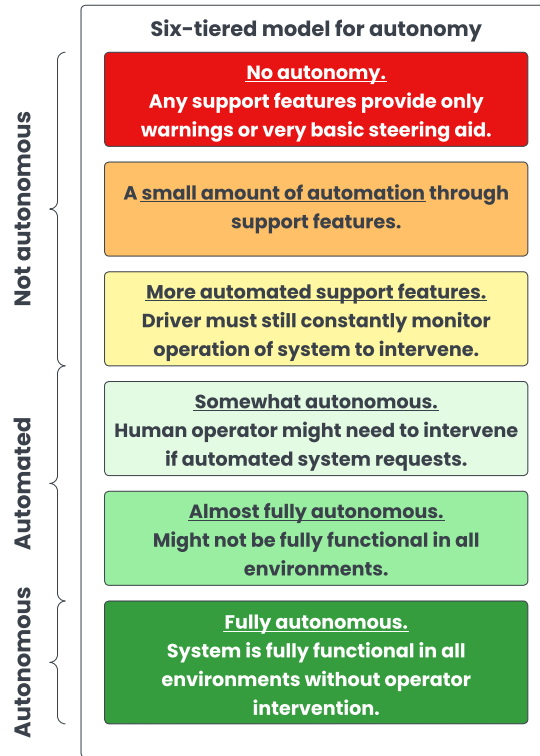 Six-tiered model for autonomy
Not autonomous
No autonomy.
Any support features provide only
warnings or very basic steering aid.
A small amount of automation through
support features.
More automated support features.
Driver must still constantly monitor
operation of system to intervene.
Automated
Somewhat autonomous.
Human operator might need to intervene
if automated system requests.
Almost fully autonomous.
Might not be fully functional in all
environments.
Autonomous
Fully autonomous.
System is fully functional in all
environments without operator
intervention.